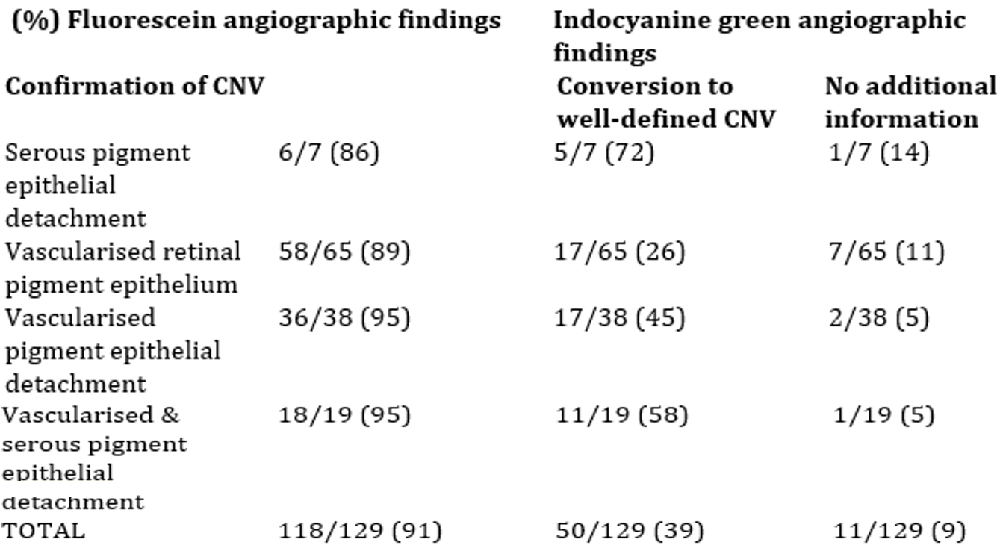 (%) Fluorescein angiographic findings Indocyanine green angiographic
findings
Confirmation of CNV Conversion to No additional
well-defined CNV information
Serous pigment 6/7 (86) 5/7 (72) 1/7 (14)
epithelial
detachment
Vascularised retinal 58/65 (89) 17/65 (26) 7/65 (11)
pigment epithelium
Vascularised 36/38 (95) 17/38 (45) 2/38 (5)
pigment epithelial
detachment
Vascularised & 18/19 (95) 11/19 (58) 1/19 (5)
serous pigment
epithelial
detachment
TOTAL 118/129 (91) 50/129 (39) 11/129 (9)